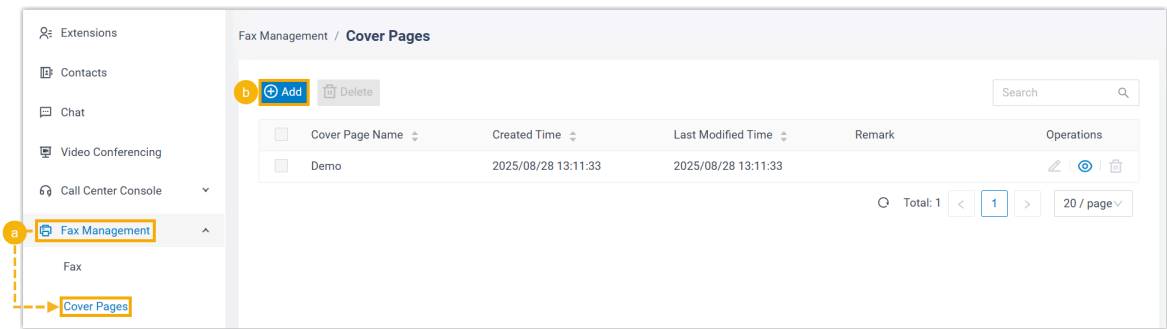 Extensions
Contacts
Chat
Video Conferencing
Call Center Console
a
Fax Management
Fax
Cover Pages
Fax Management / Cover Pages
b
Add
Delete
Search
Cover Page Name Created Time Last Modified Time Remark Operations
Demo 2025/08/28 13:11:33 2025/08/28 13:11:33
Total: 1 < 1 > 20 / page